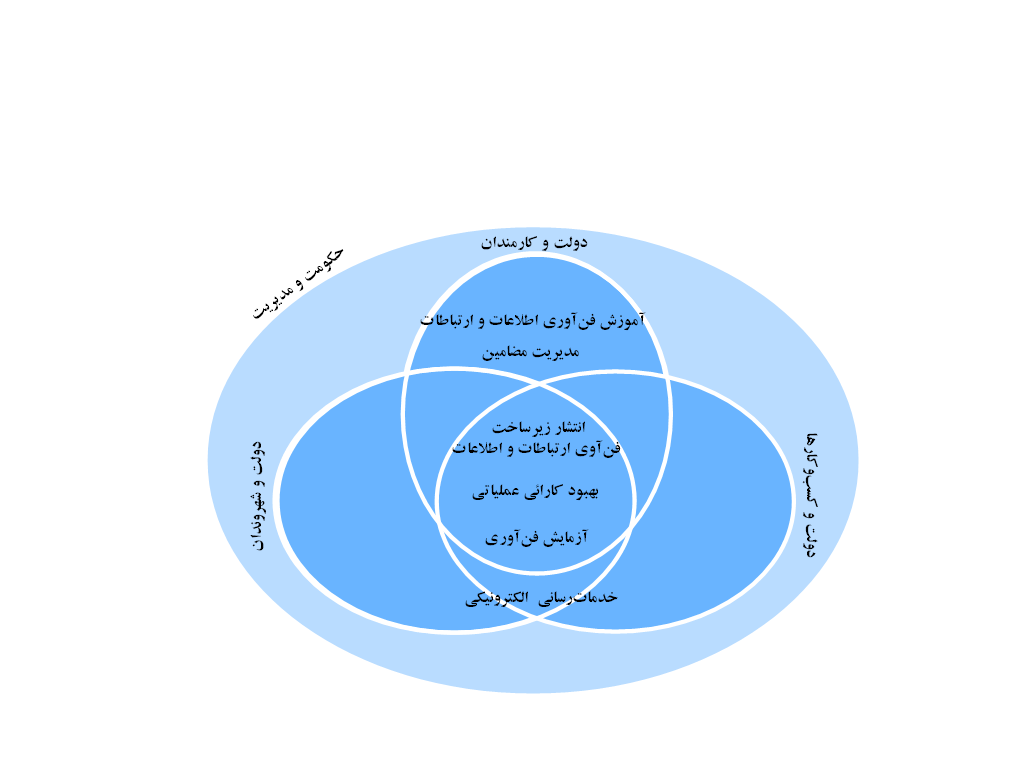 دولت و کارمندان
حکومت و مدیریت
آموزش فن‌آوری اطلاعات و ارتباطات
مدیریت مضامین
انتشار زیرساخت
فن‌آوی ارتباطات و اطلاعات
بهبود کارائی عملیاتی
آزمایش فن‌آوری
خدمات‌رسانی الکترونیکی
دولت و کسب‌وکارها
دولت و شهروندان